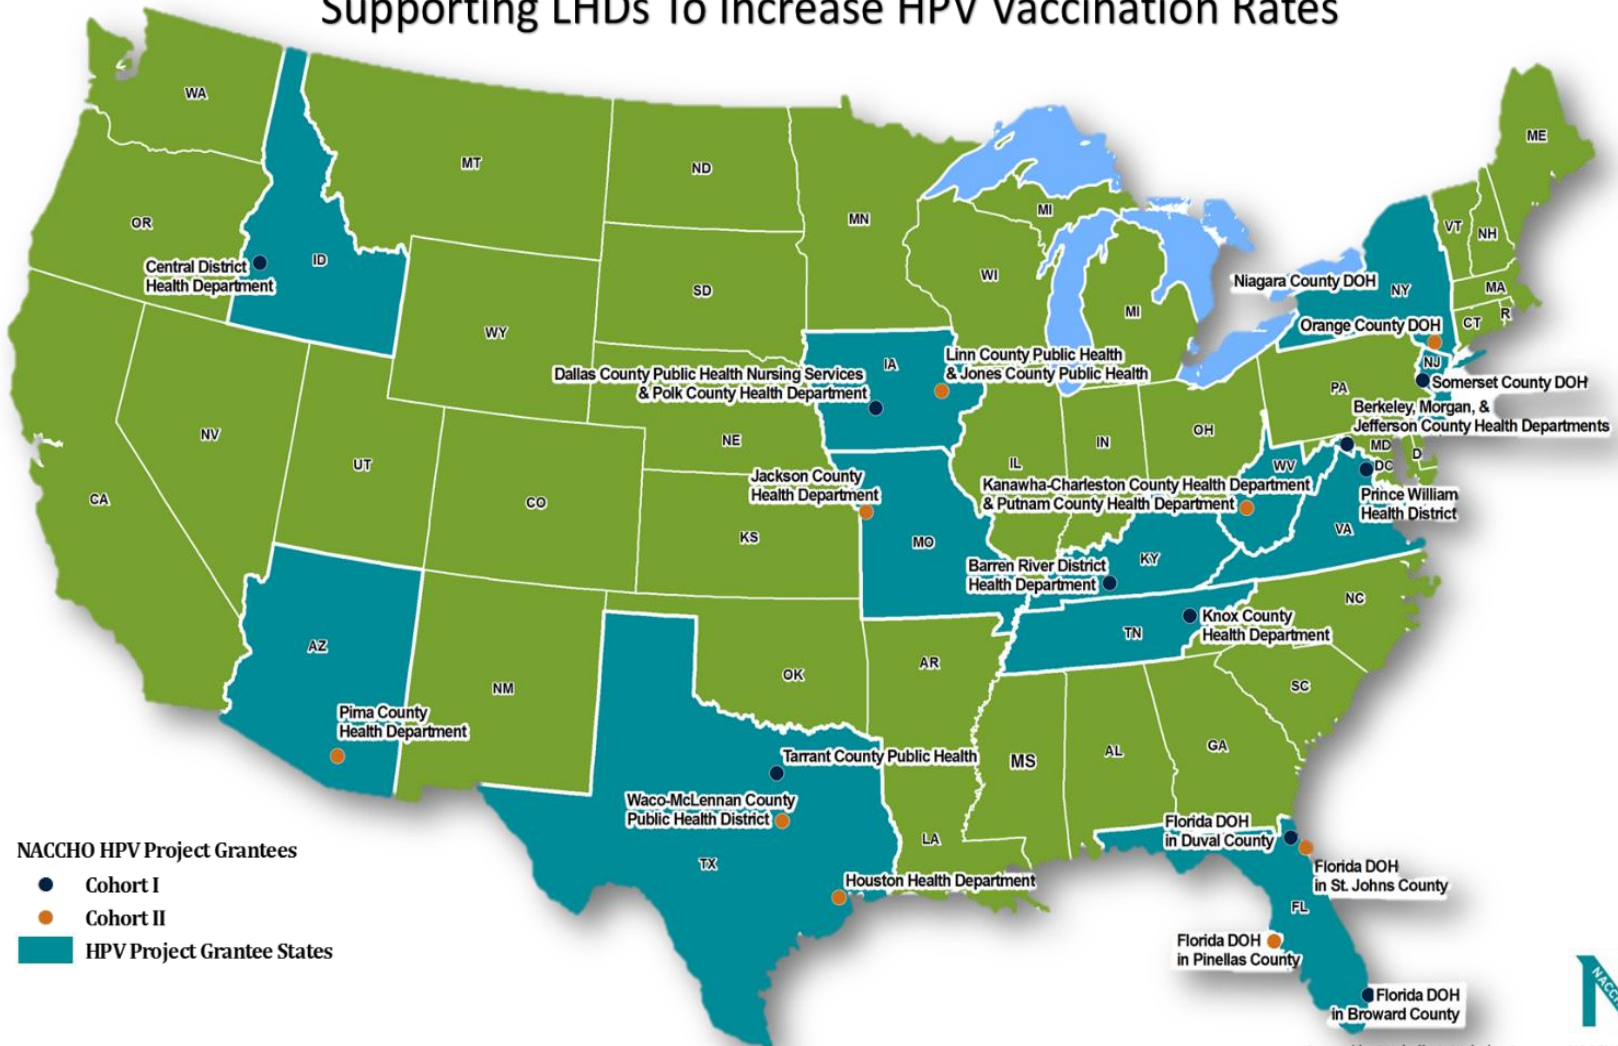 Supporting LHDs To Increase HPV Vaccination Rates
WA
MT
ND
ME
OR
ID
MN
MI
VT
NH
Central District
Health Department
SD
WI
MI
Niagara County DOH
NY
MA
WY
Orange County DOH
CT
R
IA
Linn County Public Health
& Jones County Public Health
NJ
Dallas County Public Health Nursing Services
& Polk County Health Department
Somerset County DOH
PA
Berkeley, Morgan, &
Jefferson County Health Departments
NV
UT
NE
IN
OH
MD
D
DC
IL
WV
CA
CO
Jackson County
Health Department
Kanawha-Charleston County Health Department
& Putnam County Health Department
Prince William
Health District
KS
MO
VA
Barren River District
Health Department
KY
NC
AZ
NM
OK
AR
TN
Knox County
Health Department
SC
Pima County
Health Department
Tarrant County Public Health
MS
AL
GA
Waco-McLennan County
Public Health District
LA
Florida DOH
in Duval County
TX
Houston Health Department
Florida DOH
in St. Johns County
FL
Florida DOH
in Pinellas County
Florida DOH
in Broward County
NACCHO HPV Project Grantees
Cohort I
Cohort II
HPV Project Grantee States